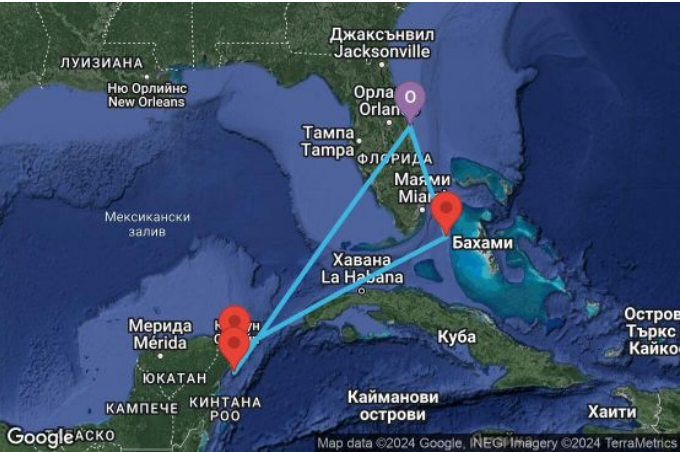 Джаксънвил
Jacksonville
ЛУИЗИАНА
Ню Орлийнс
New Orleans
Орла
Orlan
O
Тампа
Tampa
ФЛОРИДА
Маями
Miami
Мексикански
залив
Бахами
Хавана
La Habana
Мерида
Mérida
Куба
Остров
Търкс
Кайко
ЮКАТАН
КАМПЕЧЕ
КИНТАНА
РОО
Кайманови
острови
Хаити
Google
Map data ©2024 Google, INEGI Imagery ©2024 TerraMetrics